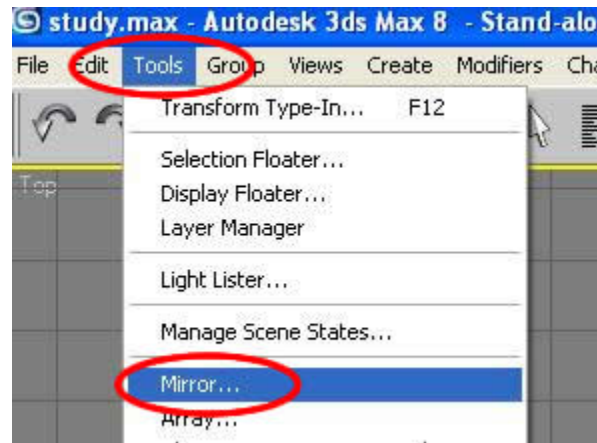 study.max - Autodesk 3ds Max 8 - Stand-alo
File Edit Tools Group Views Create Modifiers Cha
Transform Type-In... F12
Selection Floater...
Top
Display Floater...
Layer Manager
Light Lister...
Manage Scene States...
Mirror...
Array...